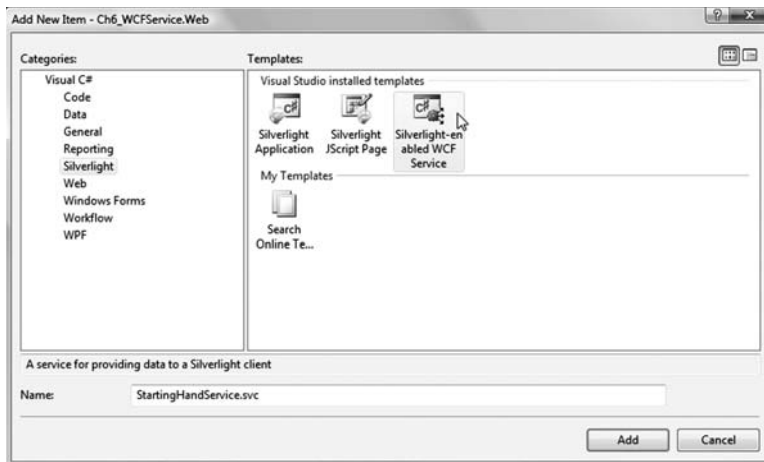 Add New Item - Ch6_WCFService.Web
Categories:
Templates:
Visual C#
Code
Data
General
Reporting
Silverlight
Web
Windows Forms
Workflow
WPF
Visual Studio installed templates
Silverlight
Application
Silverlight
JScript Page
Silverlight-en
abled WCF
Service
My Templates
Search
Online Te...
A service for providing data to a Silverlight client
Name:
StartingHandService.svc
Add
Cancel